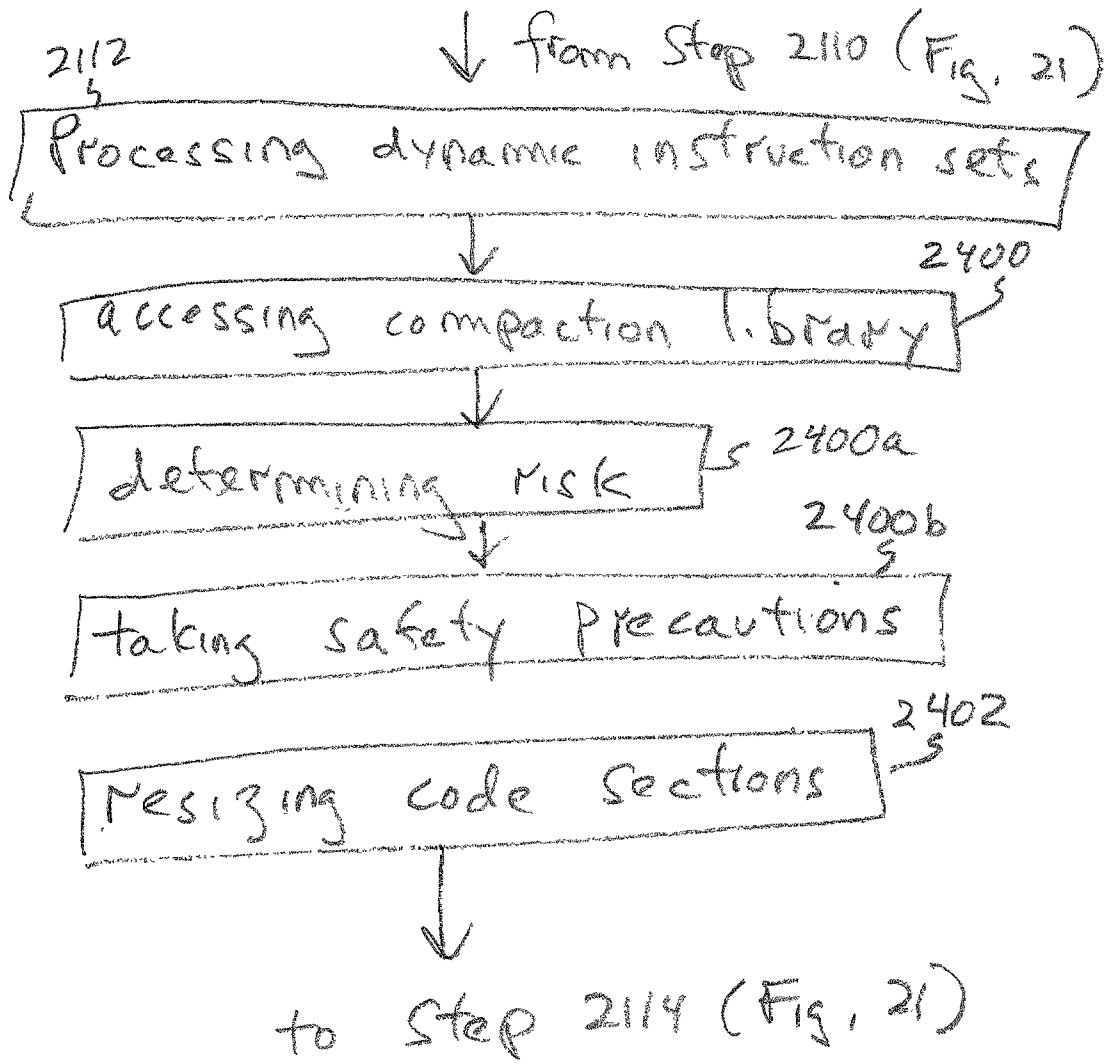 2112
from Step 2110 (Fig. 21)
Processing dynamic instruction sets
2400
accessing compaction library
2400a
determining risk
2400b
taking safety precautions
2402
resizing code sections
to Step 2114 (Fig. 21)